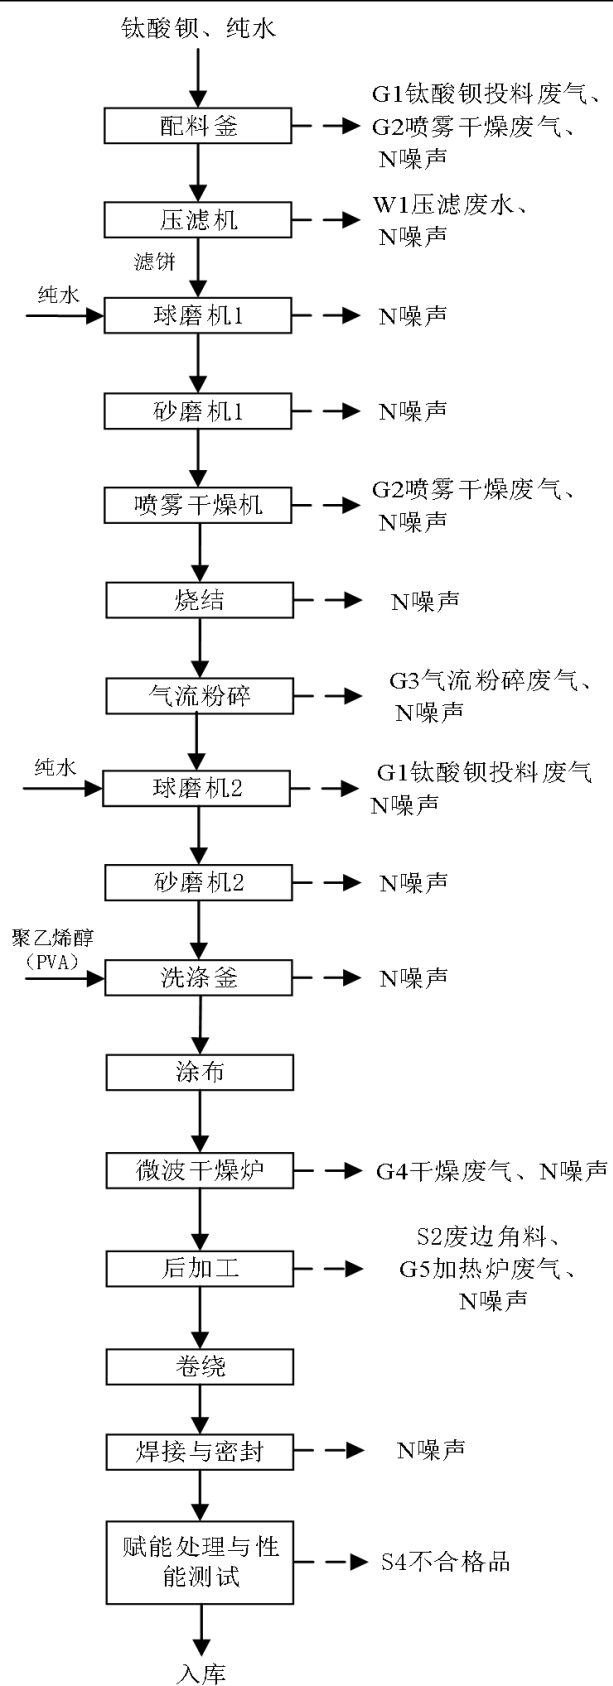 钛酸钡、纯水
G1钛酸钡投料废气、
配料釜
G2喷雾干燥废气、
N噪声
W1压滤废水、
压滤机
N噪声
滤饼
纯水
球磨机1
N噪声
砂磨机1
N噪声
G2喷雾干燥废气、
喷雾干燥机
N噪声
烧结
N噪声
G3气流粉碎废气、
气流粉碎
N噪声
纯水
G1钛酸钡投料废气
球磨机2
N噪声
砂磨机2
N噪声
聚乙烯醇
（PVA）
洗涤釜
N噪声
涂布
微波干燥炉
G4干燥废气、N噪声
S2废边角料、
后加工
G5加热炉废气、
N噪声
卷绕
焊接与密封
N噪声
赋能处理与性
能测试
S4不合格品
入库